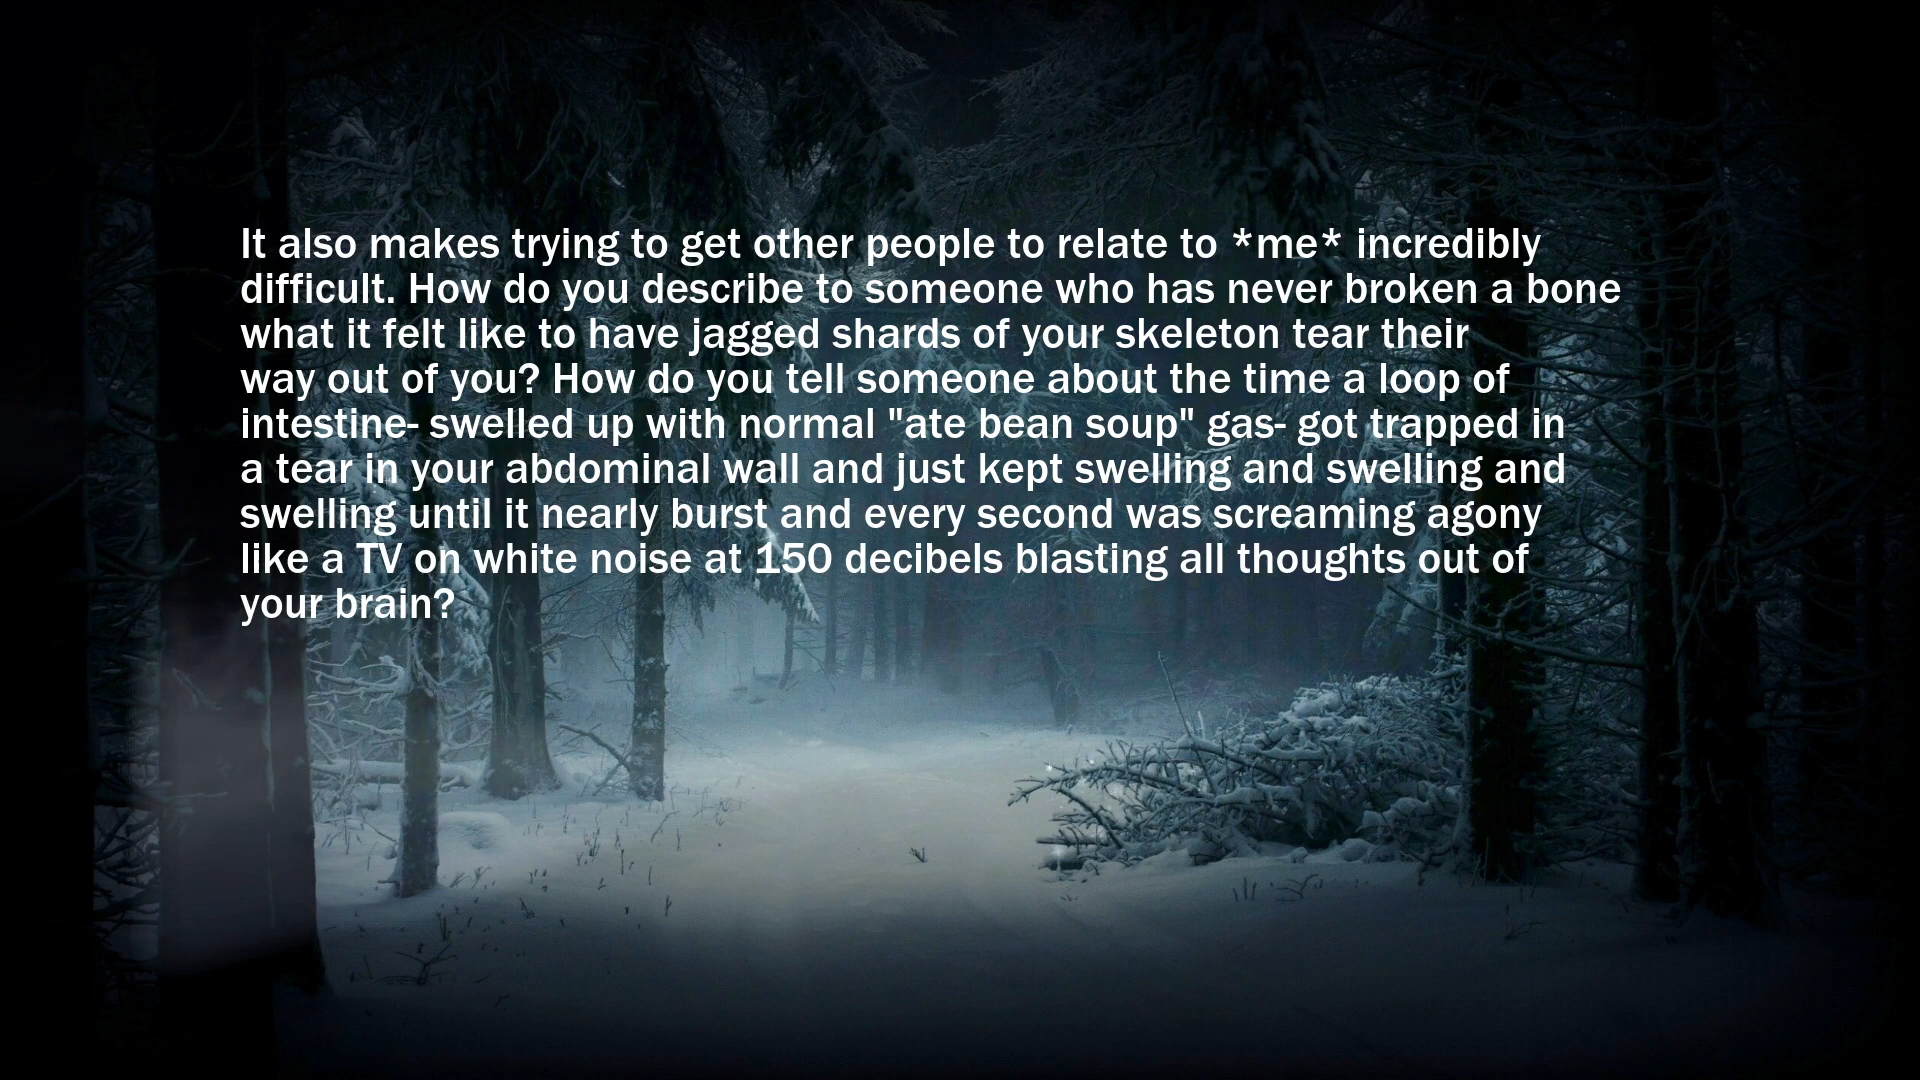 It also makes trying to get other people to relate to *me* incredibly
difficult. How do you describe to someone who has never broken a bone
what it felt like to have jagged shards of your skeleton tear their
way out of you? How do you tell someone about the time a loop of
intestine- swelled up with normal "ate bean soup" gas- got trapped in
a tear in your abdominal wall and just kept swelling and swelling and
swelling until it nearly burst and every second was screaming agony
like a TV on white noise at 150 decibels blasting all thoughts out of
your brain?